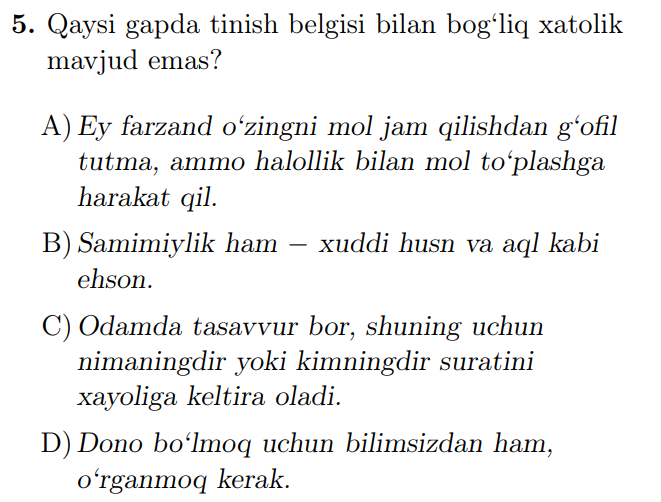 5. Qaysi gapda tinish belgisi bilan bog‘liq xatolik
mavjud emas?
A) Ey farzand o‘zingni mol jam qilishdan g‘ofil
tutma, ammo halollik bilan mol to‘plashga
harakat qil.
B) Samimiylik ham – xuddi husn va aql kabi
ehson.
C) Odamda tasavvur bor, shuning uchun
nimaningdir yoki kimningdir suratini
xayoliga keltira oladi.
D) Dono bo‘lmoq uchun bilimsizdan ham,
o‘rganmoq kerak.